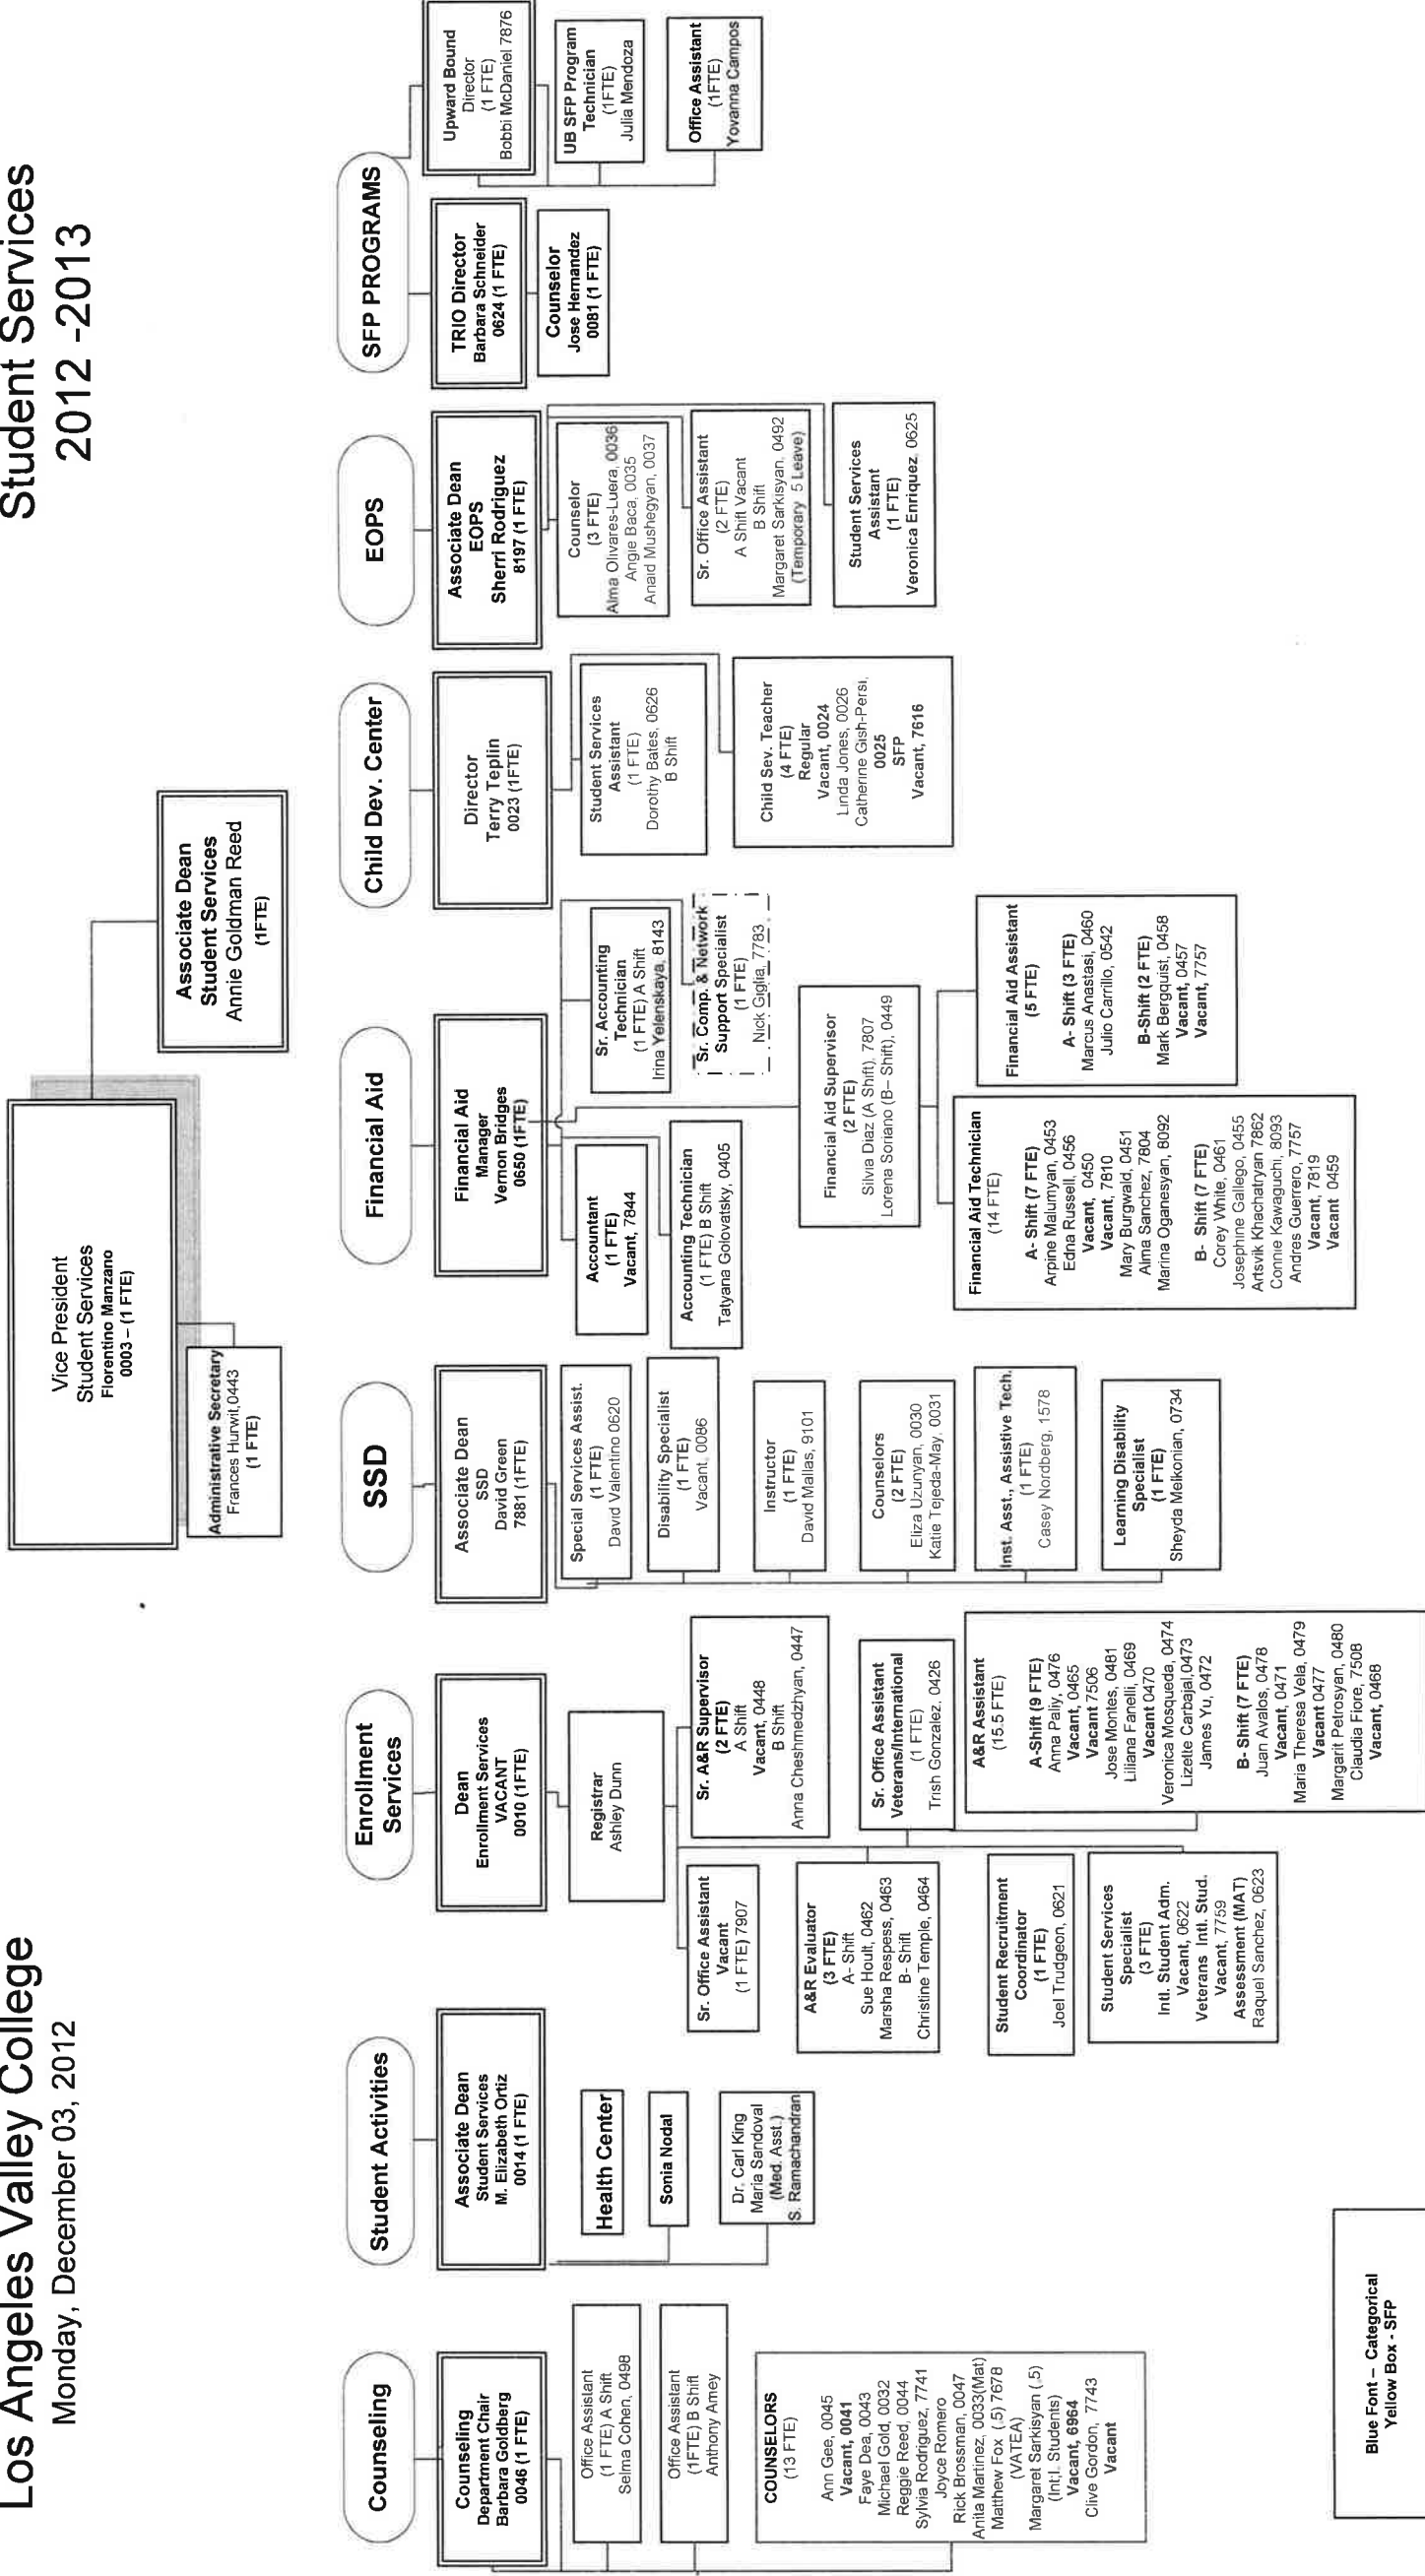 Los Angeles Valley College
Monday, December 03, 2012
Student Services
2012 -2013
Vice President
Student Services
Florentino Manzano
0003 – (1 FTE)
Administrative Secretary
Frances Hunwit,0443
(1 FTE)
Associate Dean
Student Services
Annie Goldman Reed
(1FTE)
Counseling
Counseling
Department Chair
Barbara Goldberg
0046 (1 FTE)
Office Assistant
(1 FTE) A Shift
Selma Cohen, 0498
Office Assistant
(1FTE) B Shift
Anthony Amey
COUNSELORS
(13 FTE)
Ann Gee, 0045
Vacant, 0041
Faye Dea, 0043
Michael Gold, 0032
Reggie Reed, 0044
Sylvia Rodriguez, 7741
Joyce Romero
Rick Brossman, 0047
Anita Martinez, 0033(Mat)
Matthew Fox (.5) 7678
(VATEA)
Margaret Sarkisyan (.5)
(Int;l. Students)
Vacant, 6964
Clive Gordon, 7743
Vacant
Student Activities
Associate Dean
Student Services
M. Elizabeth Ortiz
0014 (1 FTE)
Health Center
Sonia Nodal
Dr. Carl King
Maria Sandoval
(Med. Asst.)
S. Ramachandran
Enrollment
Services
Dean
Enrollment Services
VACANT
0010 (1FTE)
Registrar
Ashley Dunn
Sr. Office Assistant
Vacant
(1 FTE) 7907
Sr. A&R Supervisor
(2 FTE)
A Shift
Vacant, 0448
B Shift
Anna Cheshmedzhyan, 0447
A&R Evaluator
(3 FTE)
A- Shift
Sue Hoult, 0462
Marsha Respess, 0463
B- Shift
Christine Temple, 0464
Sr. Office Assistant
Veterans/International
(1 FTE)
Trish Gonzalez, 0426
Student Recruitment
Coordinator
(1 FTE)
Joel Trudgeon, 0621
Student Services
Specialist
(3 FTE)
Intl. Student Adm.
Vacant, 0622
Veterans Intl. Stud.
Vacant, 7759
Assessment (MAT)
Raquel Sanchez, 0623
A&R Assistant
(15.5 FTE)
A-Shift (9 FTE)
Anna Paliy, 0476
Vacant, 0465
Vacant 7506
Jose Montes, 0481
Liliana Fanelli, 0469
Vacant 0470
Veronica Mosqueda, 0474
Lizette Carbajal,0473
James Yu, 0472
B- Shift (7 FTE)
Juan Avalos, 0478
Vacant, 0471
Maria Theresa Vela, 0479
Vacant 0477
Margarit Petrosyan, 0480
Claudia Fiore, 7508
Vacant, 0468
SSD
Associate Dean
SSD
David Green
7881 (1FTE)
Special Services Assist.
(1 FTE)
David Valentino 0620
Disability Specialist
(1 FTE)
Vacant, 0086
Instructor
(1 FTE)
David Mallas, 9101
Counselors
(2 FTE)
Eliza Uzunyan, 0030
Katie Tejeda-May, 0031
Inst. Asst., Assistive Tech.
(1 FTE)
Casey Nordberg, 1578
Learning Disability
Specialist
(1 FTE)
Sheyda Melkonian, 0734
Financial Aid
Financial Aid
Manager
Vernon Bridges
0650 (1FTE)
Accountant
(1 FTE)
Vacant, 7844
Accounting Technician
(1 FTE) B Shift
Tatyana Golovatsky, 0405
Sr. Accounting
Technician
(1 FTE) A Shift
Irina Yelenskaya, 8143
Sr. Comp. & Network
Support Specialist
(1 FTE)
Nick Giglia, 7783
Financial Aid Supervisor
(2 FTE)
Silvia Diaz (A Shift), 7807
Lorena Soriano (B– Shift), 0449
Financial Aid Technician
(14 FTE)
A- Shift (7 FTE)
Arpine Malumyan, 0453
Edna Russell, 0456
Vacant, 0450
Vacant, 7810
Mary Burgwald, 0451
Alma Sanchez, 7804
Marina Oganesyan, 8092
B- Shift (7 FTE)
Corey White, 0461
Josephine Gallego, 0455
Artsvik Khachatryan 7862
Connie Kawaguchi, 8093
Andres Guerrero, 7757
Vacant, 7819
Vacant 0459
Financial Aid Assistant
(5 FTE)
A- Shift (3 FTE)
Marcus Anastasi, 0460
Julio Carrillo, 0542
B-Shift (2 FTE)
Mark Bergquist, 0458
Vacant, 0457
Vacant, 7757
Child Dev. Center
Director
Terry Teplin
0023 (1FTE)
Student Services
Assistant
(1 FTE)
Dorothy Bates, 0626
B Shift
Child Sev. Teacher
(4 FTE)
Regular
Vacant, 0024
Linda Jones, 0026
Catherine Gish-Persi,
0025
SFP
Vacant, 7616
EOPS
Associate Dean
EOPS
Sherri Rodriguez
8197 (1 FTE)
Counselor
(3 FTE)
Alma Olivares-Luera, 0036
Angie Baca, 0035
Anaid Mushegyan, 0037
Sr. Office Assistant
(2 FTE)
A Shift Vacant
B Shift
Margaret Sarkisyan, 0492
(Temporary 5 Leave)
Student Services
Assistant
(1 FTE)
Veronica Enriquez, 0625
SFP PROGRAMS
TRIO Director
Barbara Schneider
0624 (1 FTE)
Counselor
Jose Hernandez
0081 (1 FTE)
Upward Bound
Director
(1 FTE)
Bobbi McDaniel 7876
UB SFP Program
Technician
(1FTE)
Julia Mendoza
Office Assistant
(1FTE)
Yovanna Campos
Blue Font – Categorical
Yellow Box - SFP